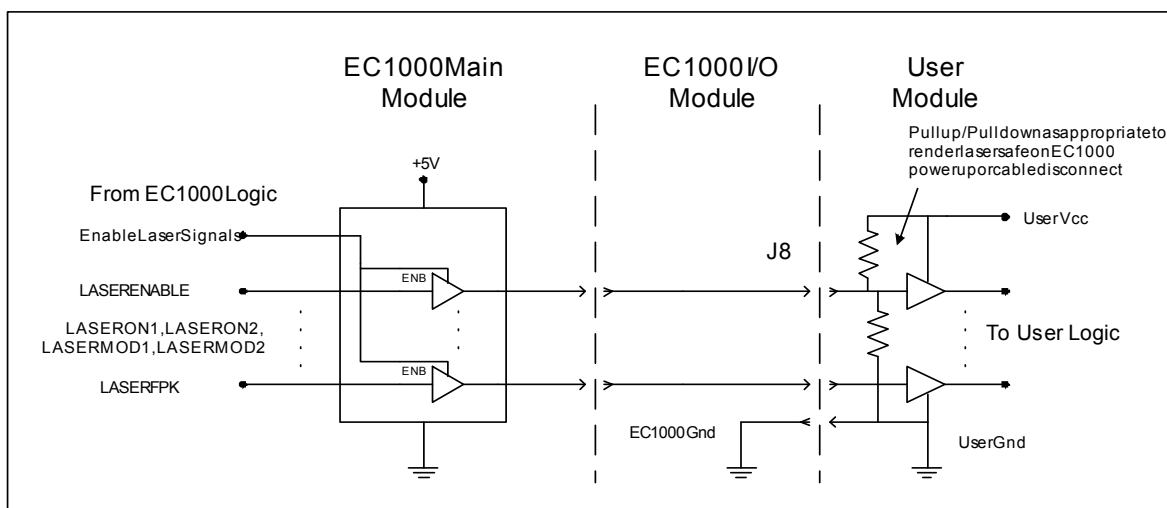 EC1000Main
Module
EC1000I/O
Module
User
Module
Pullup/Pulldownasappropriateto
renderlasersafeonEC1000
poweruporcabledisconnect
+5V
From EC1000Logic
EnableLaserSignals
UserVcc
J8
ENB
LASERENABLE
LASERON1,LASERON2,
LASERMOD1,LASERMOD2
To User Logic
ENB
LASERFPK
EC1000Gnd
UserGnd